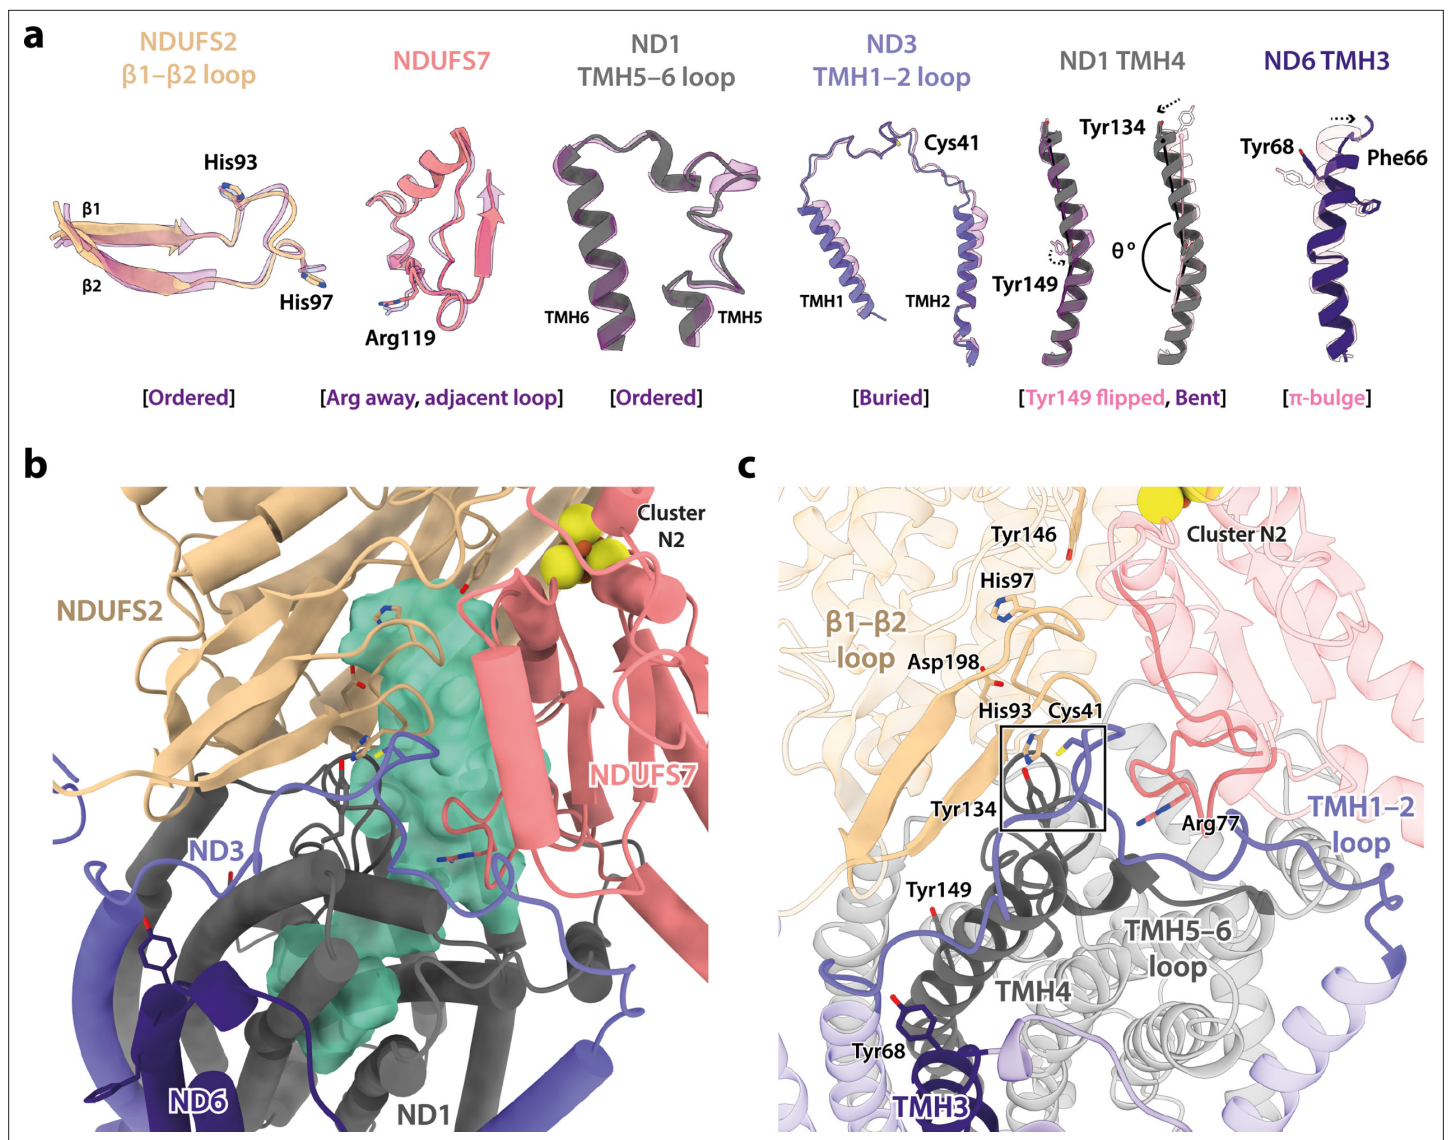 a
NDUFS2
β1–β2 loop
NDUFS7
ND1
TMH5–6 loop
ND3
TMH1–2 loop
ND1 TMH4
ND6 TMH3
β1
β2
His93
His97
Arg119
TMH6
TMH5
Cys41
TMH1
TMH2
Tyr134
Tyr149
θ°
Tyr68
Phe66
[Ordered]
[Arg away, adjacent loop]
[Ordered]
[Buried]
[Tyr149 flipped, Bent]
[π-bulge]
b
Cluster
N2
NDUFS2
NDUFS7
ND3
ND6
ND1
c
Cluster N2
Tyr146
His97
β1–β2
loop
Asp198
His93
Cys41
Tyr134
Arg77
TMH1–2
loop
Tyr149
TMH5–6
loop
TMH4
Tyr68
TMH3